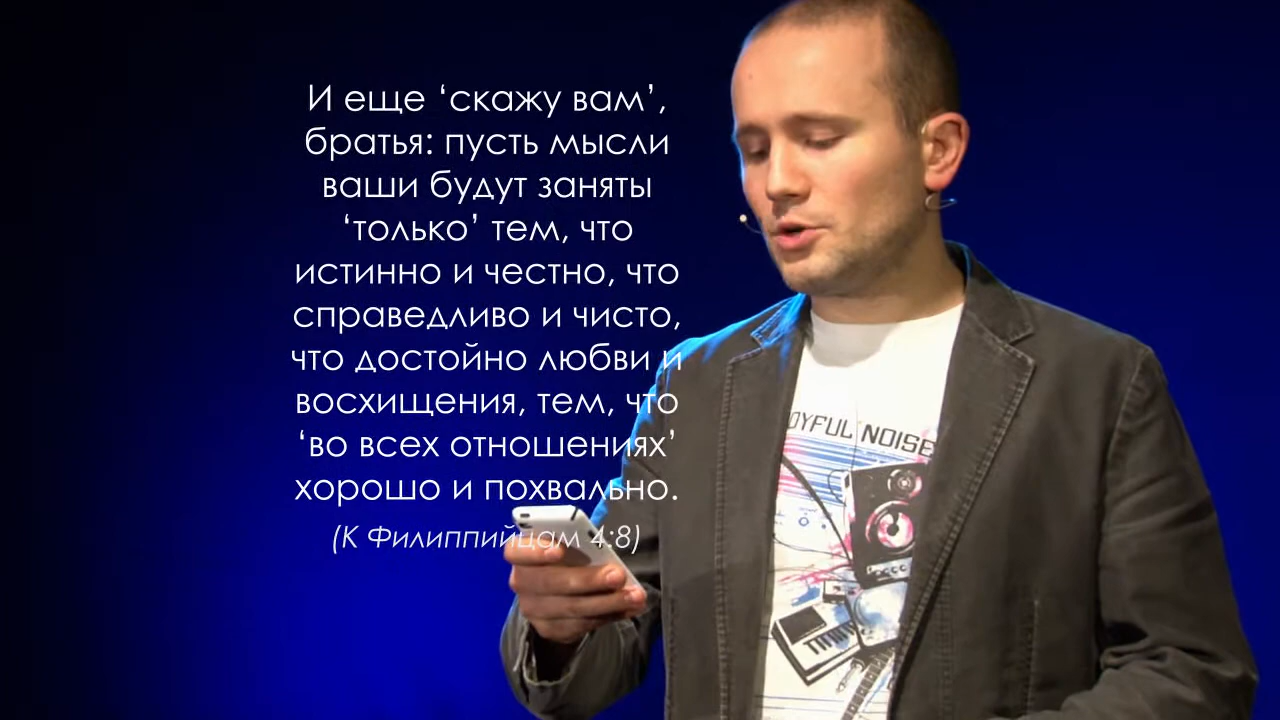 И еще ‘скажу вам’,
братья: пусть мысли
ваши будут заняты
‘только’ тем, что
истинно и честно, что
справедливо и чисто,
что достойно любви и
восхищения, тем, что
‘во всех отношениях’
хорошо и похвально.
(К Филиппийцам 4:8)
OYFUL NOISE